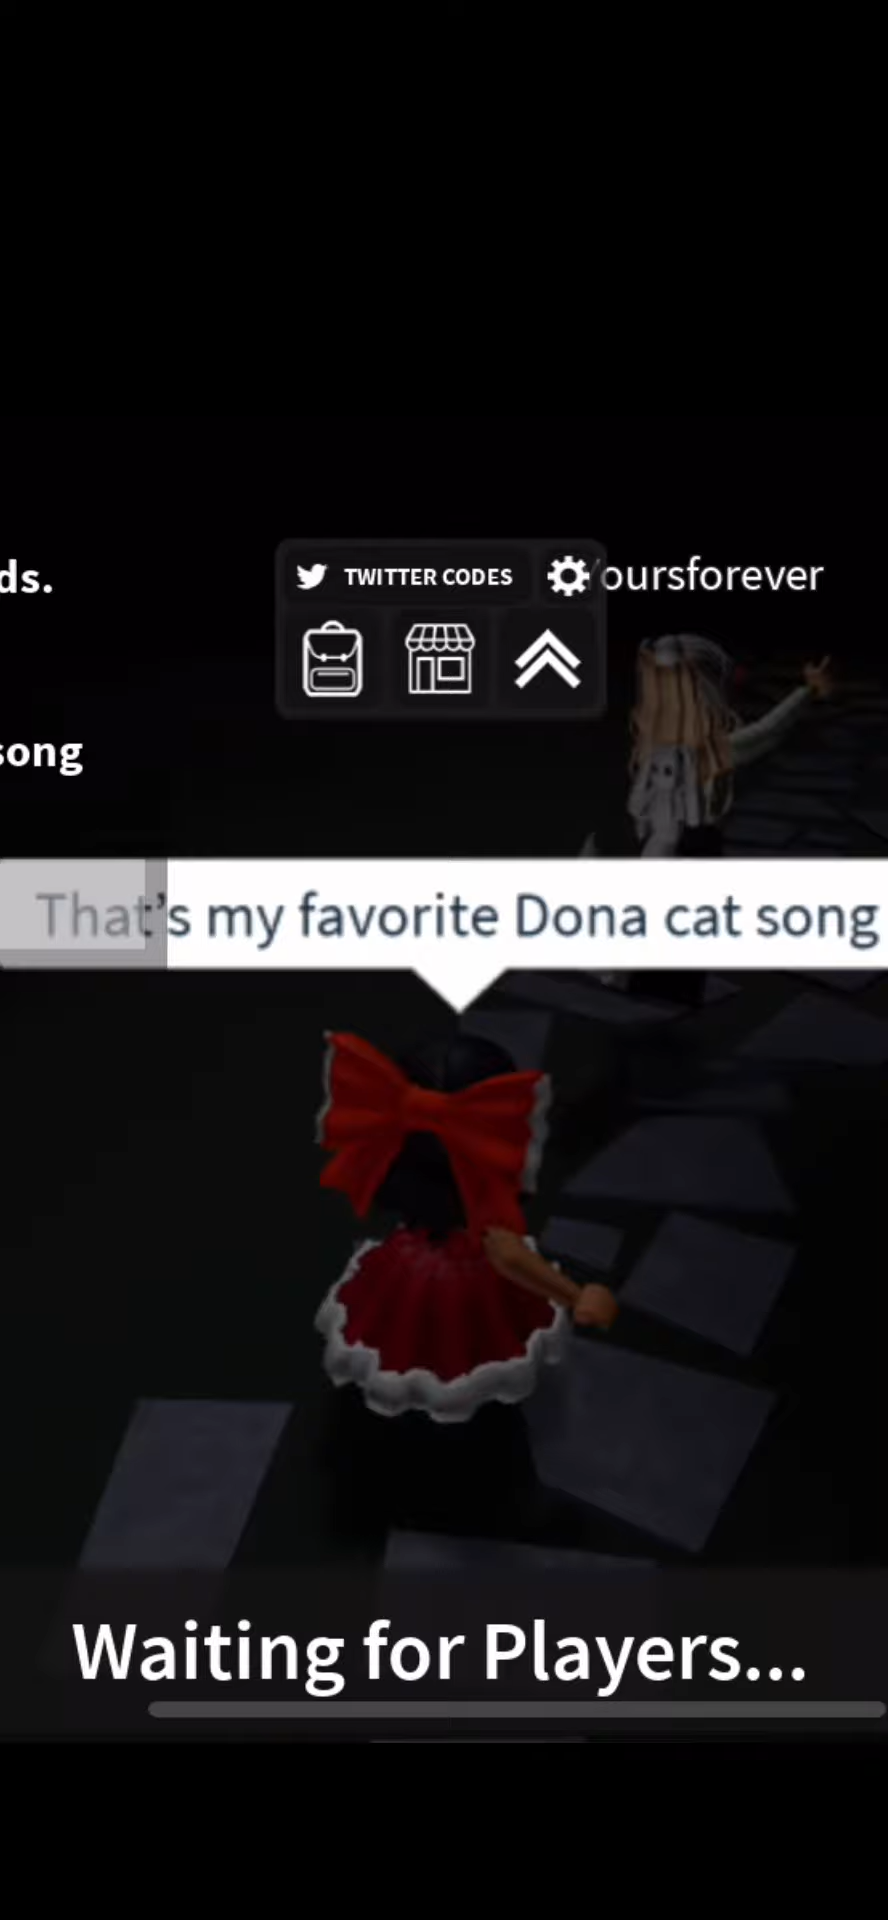 ds.
TWITTER CODES
oursforever
song
That's my favorite Dona cat song
Waiting for Players...